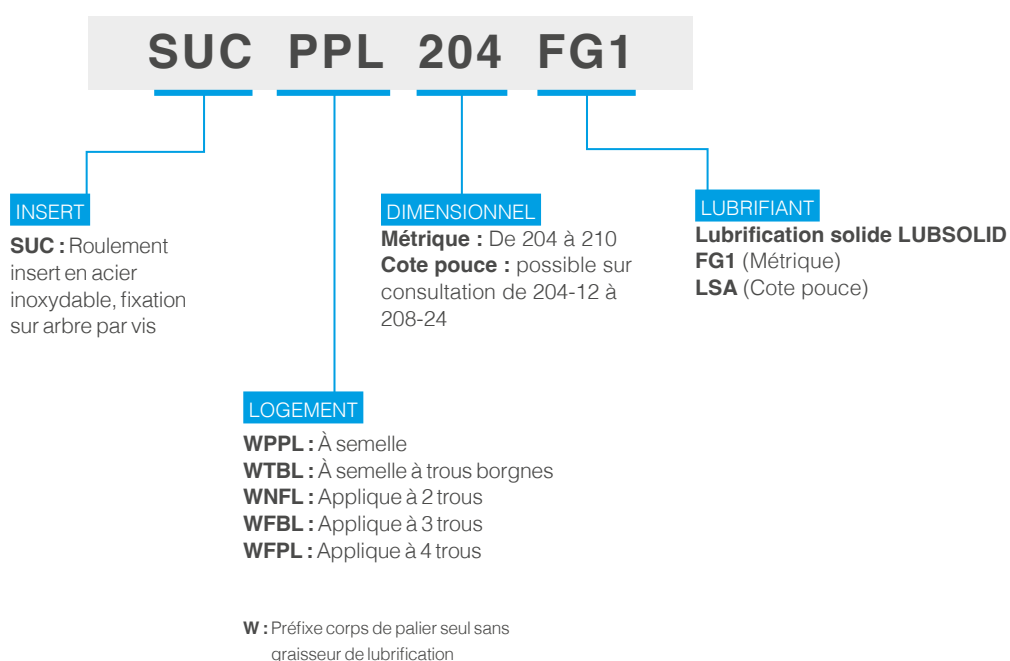 SUC PPL 204 FG1
INSERT
SUC : Roulement
insert en acier
inoxydable, fixation
sur arbre par vis
DIMENSIONNEL
Métrique : De 204 à 210
Cote pouce : possible sur
consultation de 204-12 à
208-24
LUBRIFIANT
Lubrification solide LUBSOLID
FG1 (Métrique)
LSA (Cote pouce)
LOGEMENT
WPPL : À semelle
WTBL : À semelle à trous borgnes
WNFL : Applique à 2 trous
WFBL : Applique à 3 trous
WFPL : Applique à 4 trous
W : Préfixe corps de palier seul sans
graisseur de lubrification